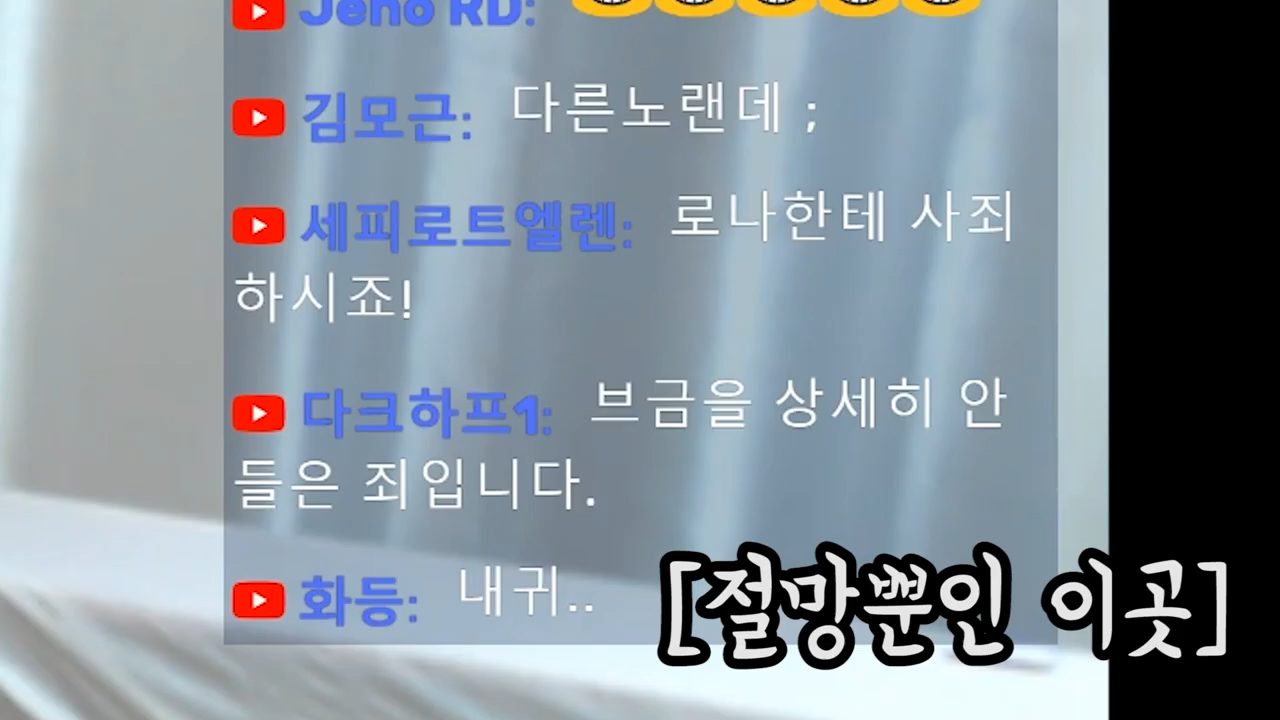 Jeno RD:
김모근: 다른노랜데 ;
세피로트엘렌: 로나한테 사죄
하시죠!
다크하프1: 브금을 상세히 안
들은 죄입니다.
화등: 내귀..
[절망뿐인 이곳]